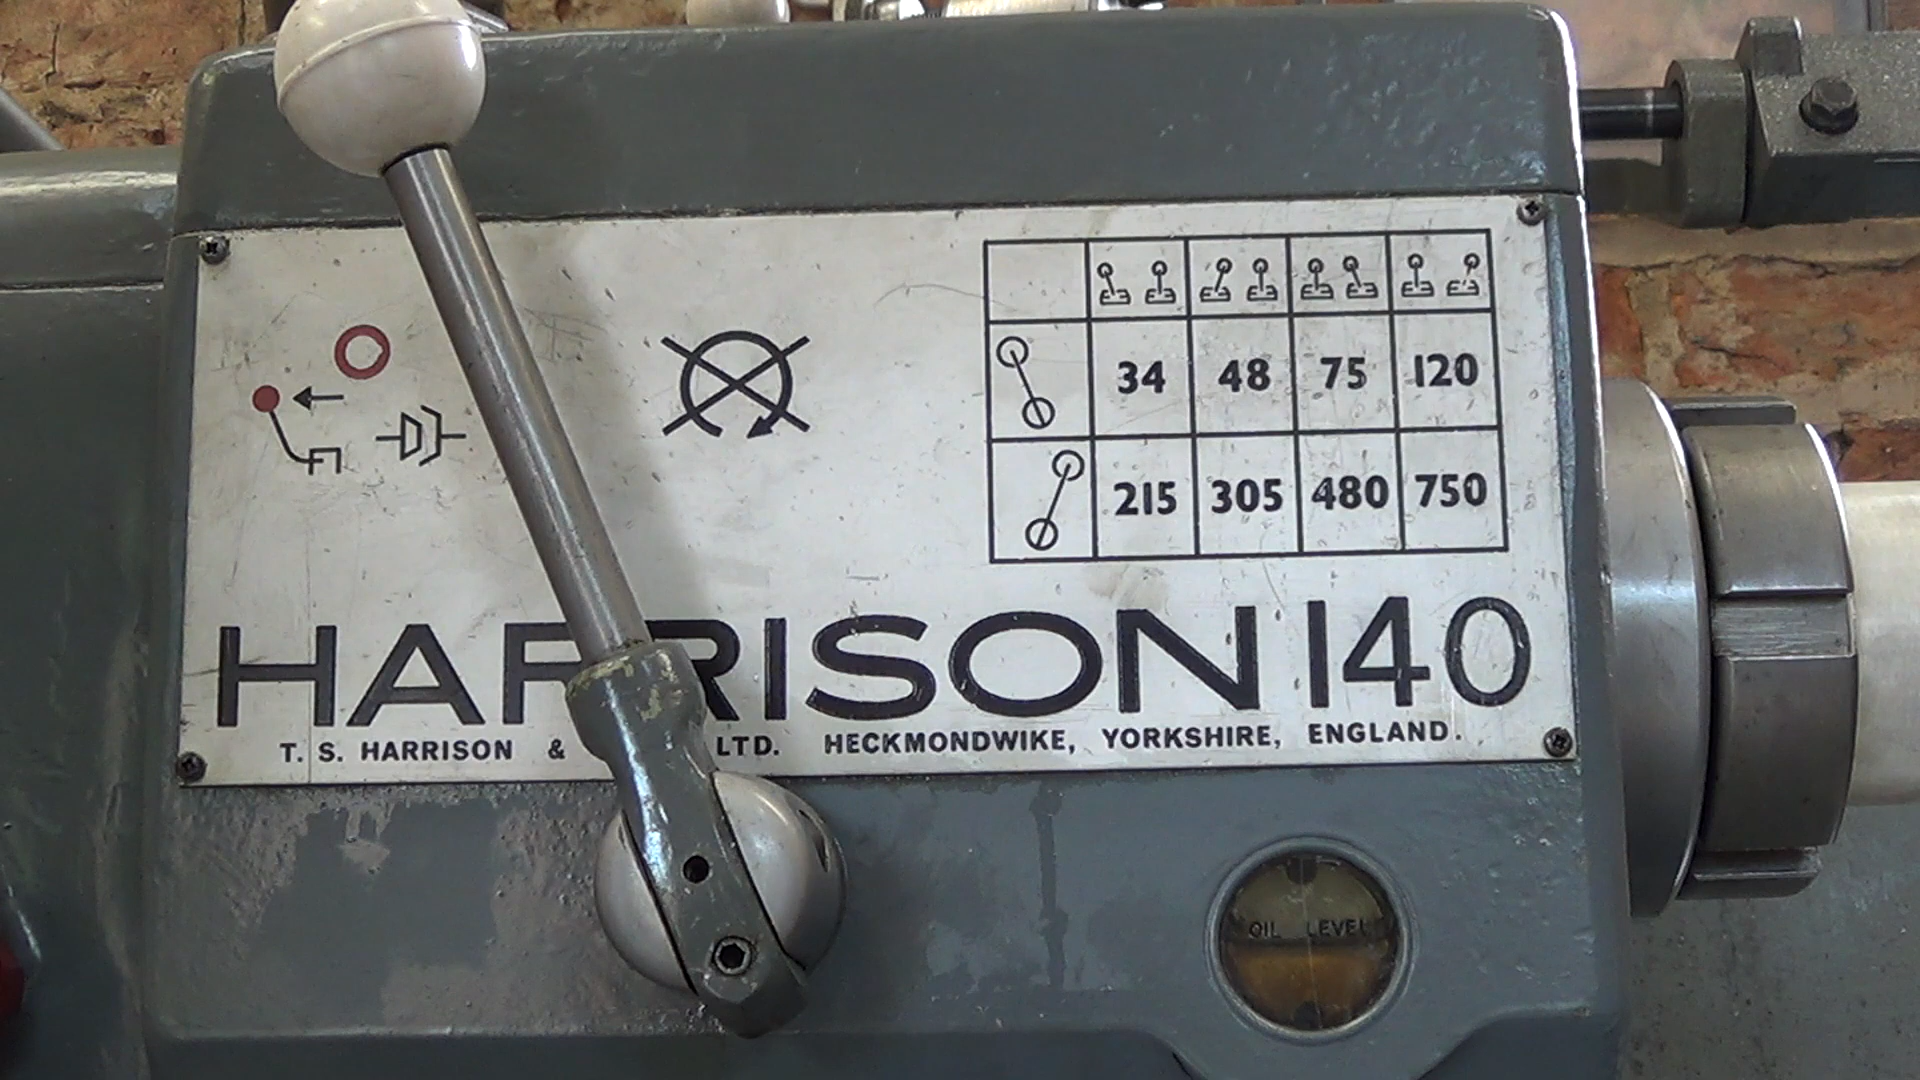 34 48 75 120
215 305 480 750
HARRISON 140
T. S. HARRISON & LTD. HECKMONDWIKE, YORKSHIRE, ENGLAND.
OIL LEVEL